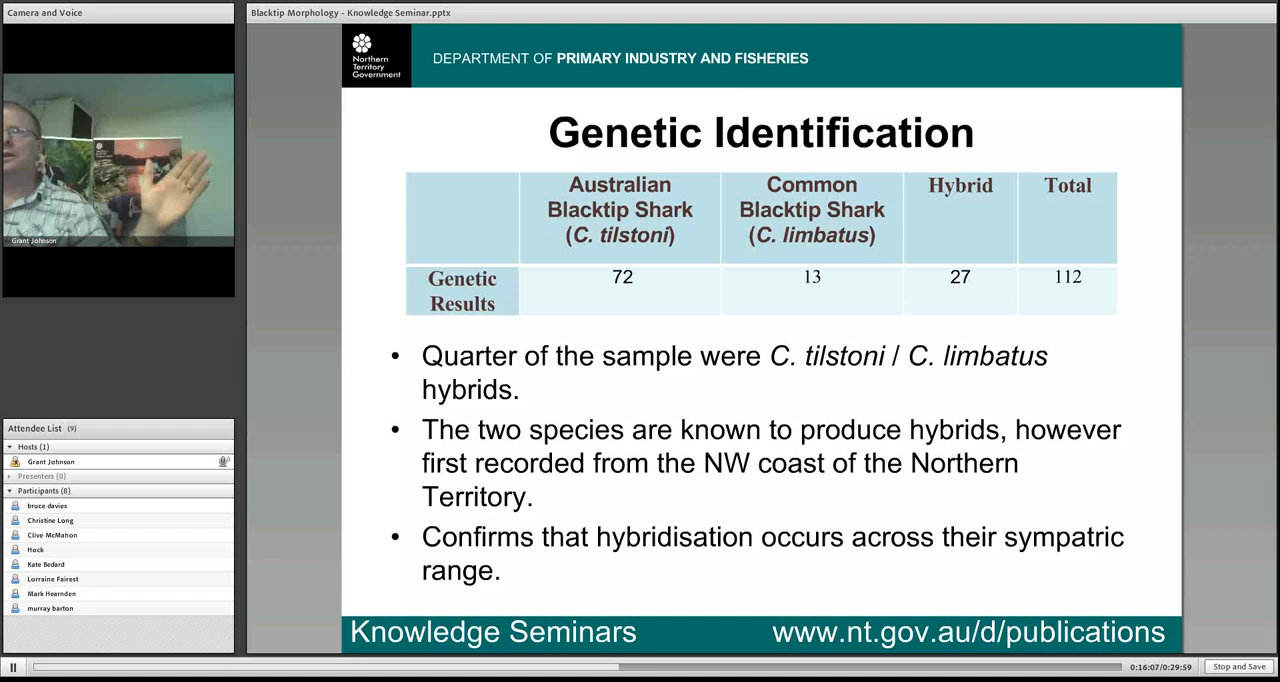 Camera and Voice
Grant Johnson
Attendee List (9)
Hosts (1)
Grant Johnson
Presenters (0)
Participants (8)
bruce davies
Christine Long
Clive McMahon
Hock
Kate Bedard
Lorraine Fairest
Mark Hearnden
murray barton
Blacktip Morphology - Knowledge Seminar.pptx
Northern
Territory
Government
DEPARTMENT OF PRIMARY INDUSTRY AND FISHERIES
Genetic Identification
Australian Blacktip Shark (C. tilstoni)
Common Blacktip Shark (C. limbatus)
Hybrid
Total
Genetic Results
72
13
27
112
• Quarter of the sample were C. tilstoni / C. limbatus
hybrids.
• The two species are known to produce hybrids, however
first recorded from the NW coast of the Northern
Territory.
• Confirms that hybridisation occurs across their sympatric
range.
Knowledge Seminars
www.nt.gov.au/d/publications
0:16:07/0:29:59
Stop and Save